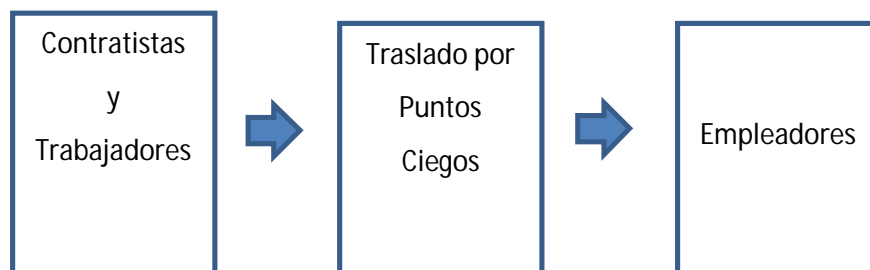 Contratistas
y
Trabajadores
Traslado por
Puntos
Ciegos
Empleadores